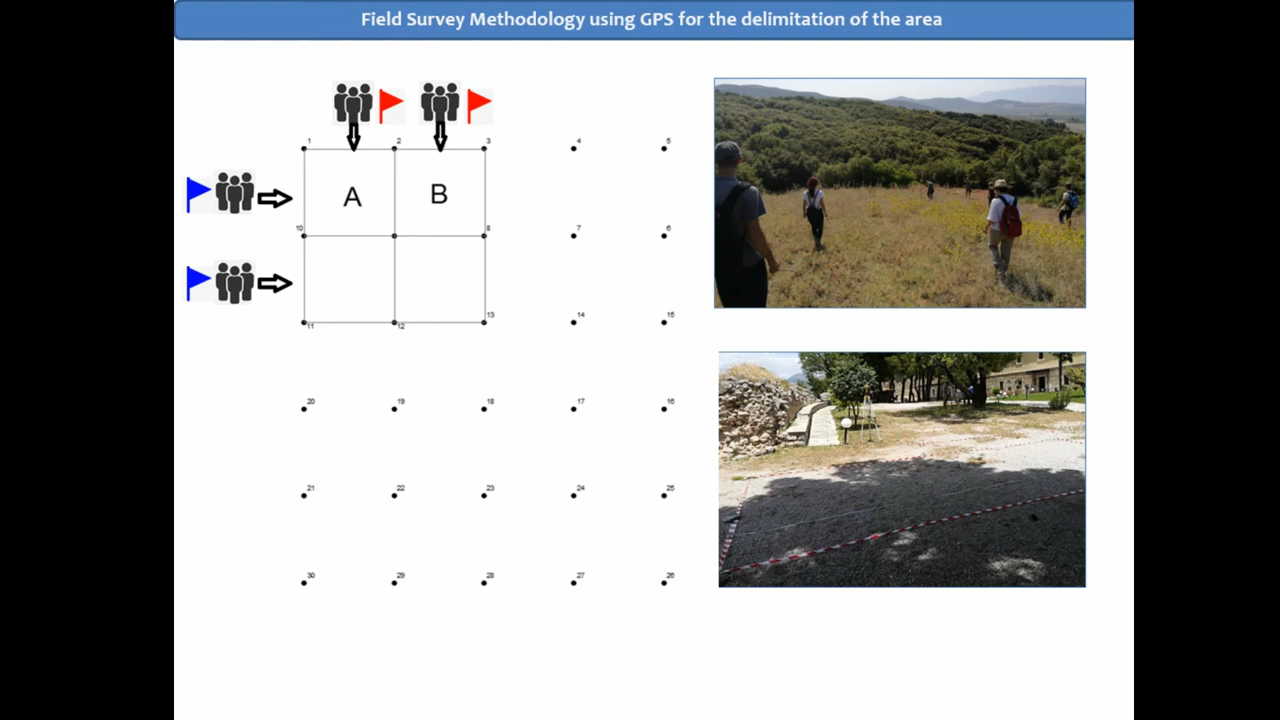 Field Survey Methodology using GPS for the delimitation of the area
1 2 3 4 5
A B
10 8 7 6
11 12 13 14 15
20 19 18 17 16
21 22 23 24 25
30 29 28 27 26